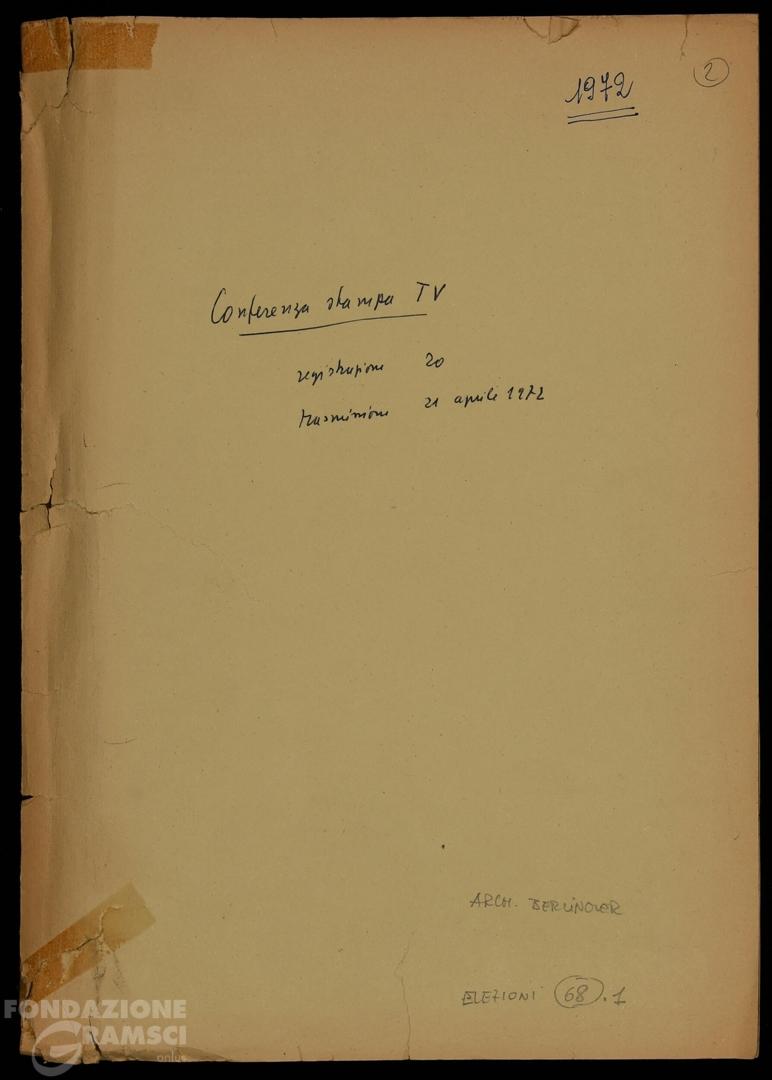 1972
2
Conferenza stampa TV
registrazione 20
trasmissione 21 aprile 1972
ARCH. BERLINGUER
ELEZIONI 68.1
FONDAZIONE
GRAMSCI
onlus